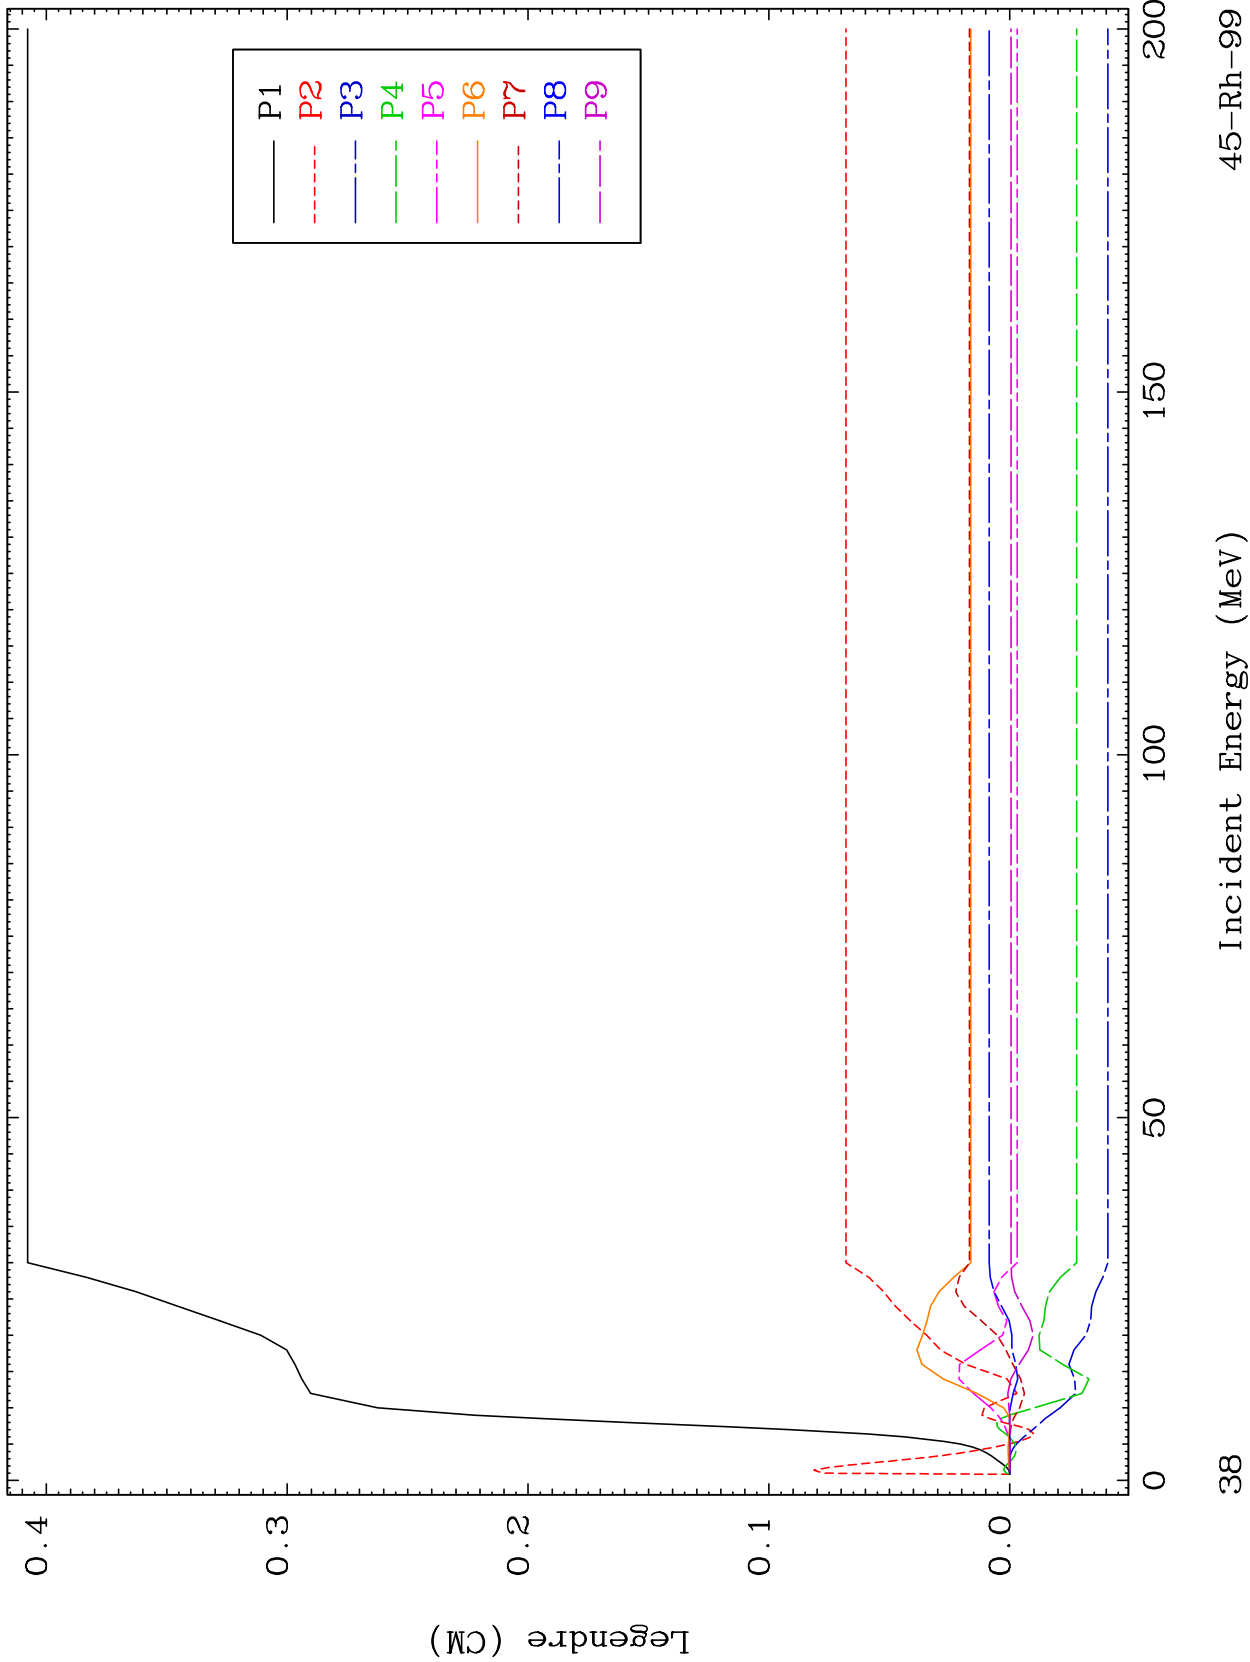 P1
P2
P3
P4
P5
P6
P7
P8
P9
0.4
0.3
0.2
0.1
0.0
Legendre (CM)
0 50 100 150 200
Incident Energy (MeV)
38 45-Rh-99